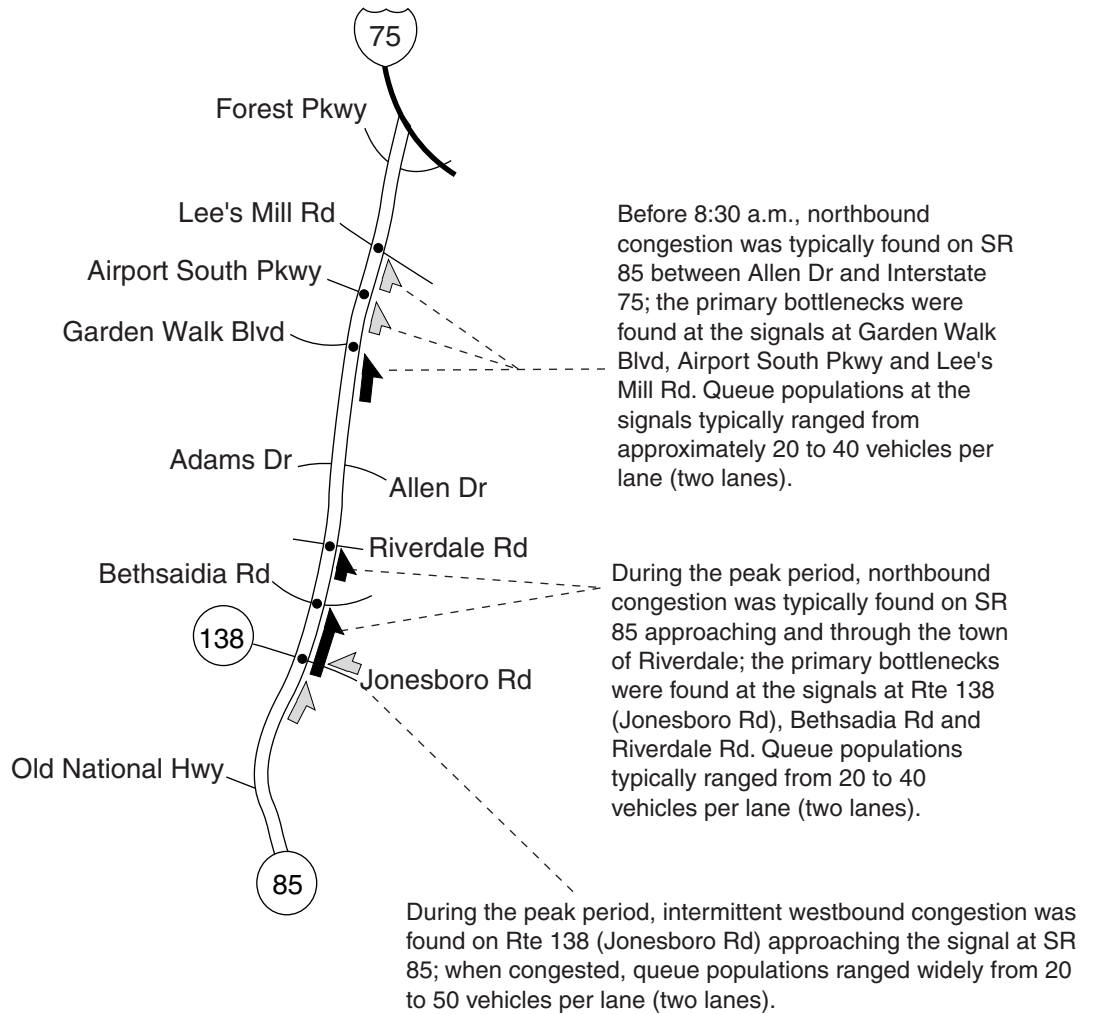 75
Forest Pkwy
Lee's Mill Rd
Airport South Pkwy
Garden Walk Blvd
Before 8:30 a.m., northbound
congestion was typically found on SR
85 between Allen Dr and Interstate
75; the primary bottlenecks were
found at the signals at Garden Walk
Blvd, Airport South Pkwy and Lee's
Mill Rd. Queue populations at the
signals typically ranged from
approximately 20 to 40 vehicles per
lane (two lanes).
Adams Dr
Allen Dr
Riverdale Rd
Bethsaidia Rd
138
Jonesboro Rd
During the peak period, northbound
congestion was typically found on SR
85 approaching and through the town
of Riverdale; the primary bottlenecks
were found at the signals at Rte 138
(Jonesboro Rd), Bethsadia Rd and
Riverdale Rd. Queue populations
typically ranged from 20 to 40
vehicles per lane (two lanes).
Old National Hwy
85
During the peak period, intermittent westbound congestion was
found on Rte 138 (Jonesboro Rd) approaching the signal at SR
85; when congested, queue populations ranged widely from 20
to 50 vehicles per lane (two lanes).